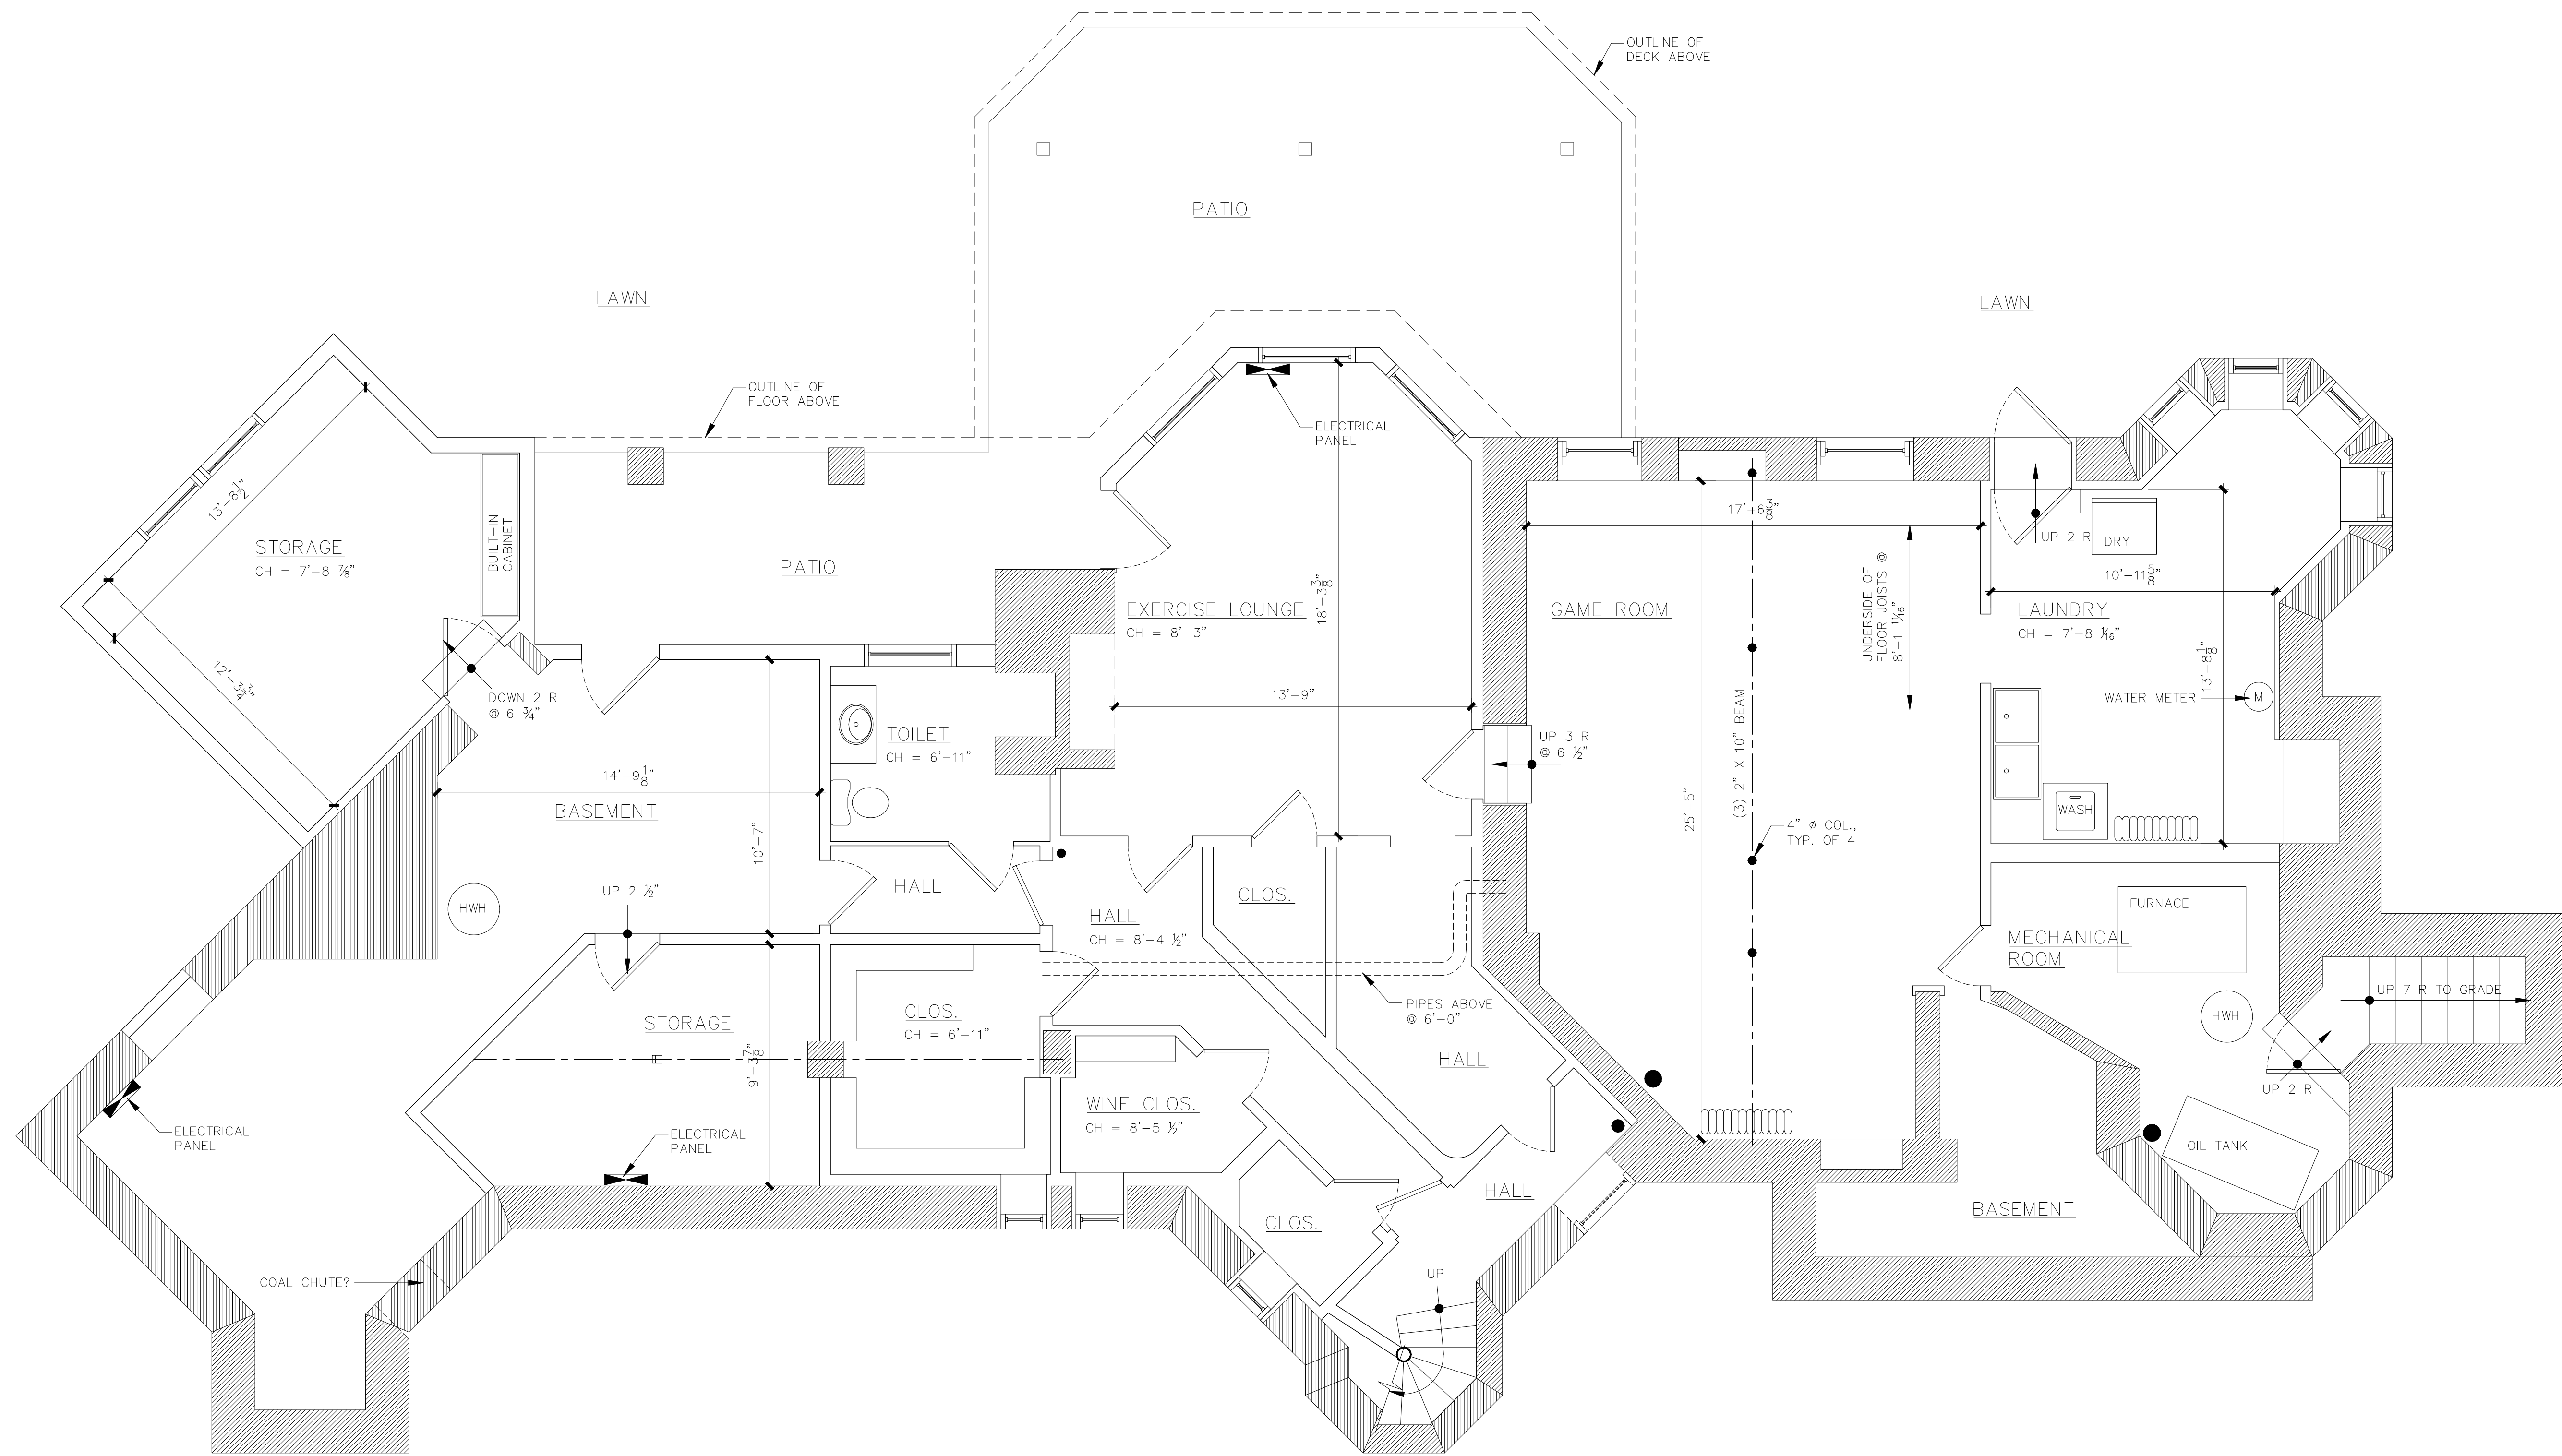 OUTLINE OF
DECK ABOVE
PATIO
LAWN
LAWN
OUTLINE OF
FLOOR ABOVE
ELECTRICAL
PANEL
13'-8 1/2"
STORAGE
CH = 7'-8 ⅞"
BUILT-IN
CABINET
12'-3 3/4"
DOWN 2 R
@ 6 ¾"
PATIO
EXERCISE LOUNGE
CH = 8'-3"
18'-3 3/8"
13'-9"
GAME ROOM
17'-6 3/8"
UNDERSIDE OF
FLOOR JOISTS @
8'-1 11/16"
UP 2 R
DRY
10'-11 5/8"
LAUNDRY
CH = 7'-8 1/16"
13'-8 1/8"
WATER METER
M
TOILET
CH = 6'-11"
UP 3 R
@ 6 ½"
(3) 2" X 10" BEAM
14'-9 1/8"
BASEMENT
10'-7"
25'-5"
4" ø COL.,
TYP. OF 4
WASH
HWH
UP 2 ½"
HALL
HALL
CH = 8'-4 ½"
CLOS.
FURNACE
MECHANICAL
ROOM
UP 7 R TO GRADE
HWH
STORAGE
CLOS.
CH = 6'-11"
PIPES ABOVE
@ 6'-0"
9'-3 7/8"
HALL
UP 2 R
WINE CLOS.
CH = 8'-5 ½"
ELECTRICAL
PANEL
ELECTRICAL
PANEL
OIL TANK
HALL
BASEMENT
CLOS.
COAL CHUTE?
UP